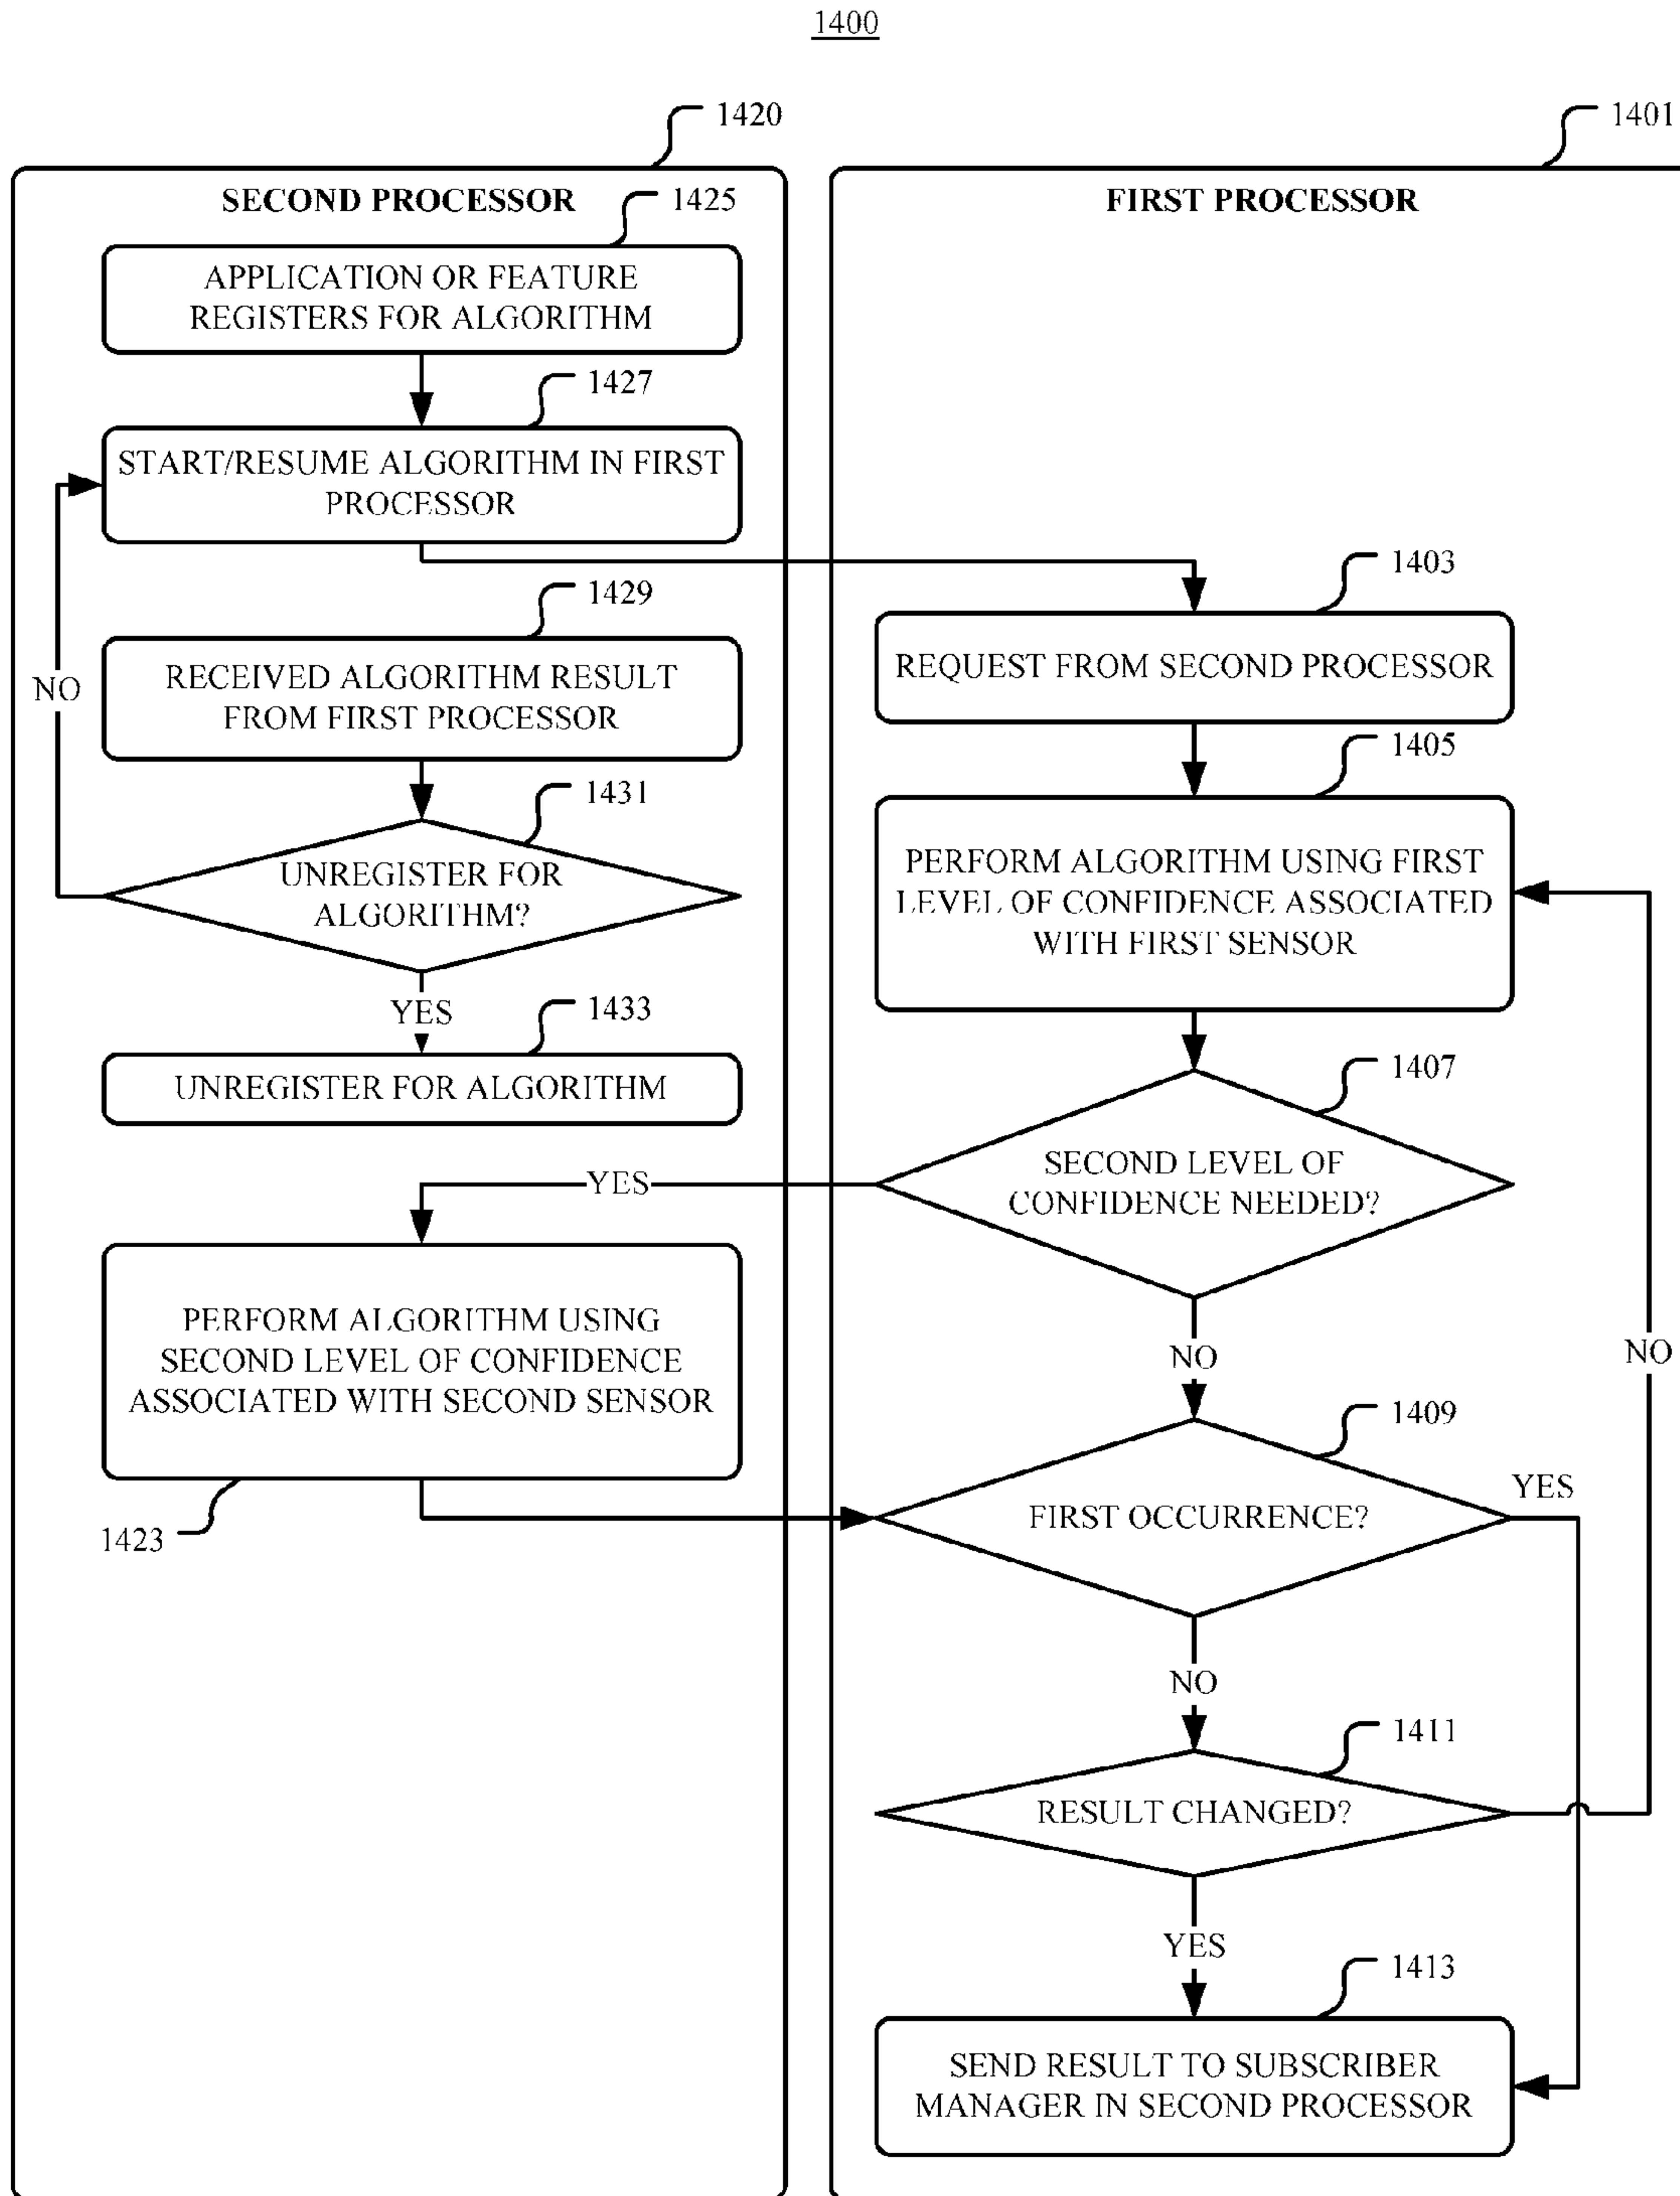 1400
1420
SECOND PROCESSOR
1425
APPLICATION OR FEATURE
REGISTERS FOR ALGORITHM
1427
START/RESUME ALGORITHM IN FIRST
PROCESSOR
1429
RECEIVED ALGORITHM RESULT
FROM FIRST PROCESSOR
NO
1431
UNREGISTER FOR
ALGORITHM?
YES
1433
UNREGISTER FOR ALGORITHM
YES
PERFORM ALGORITHM USING
SECOND LEVEL OF CONFIDENCE
ASSOCIATED WITH SECOND SENSOR
1423
1401
FIRST PROCESSOR
1403
REQUEST FROM SECOND PROCESSOR
1405
PERFORM ALGORITHM USING FIRST
LEVEL OF CONFIDENCE ASSOCIATED
WITH FIRST SENSOR
1407
SECOND LEVEL OF
CONFIDENCE NEEDED?
NO
NO
1409
YES
FIRST OCCURRENCE?
NO
1411
RESULT CHANGED?
YES
1413
SEND RESULT TO SUBSCRIBER
MANAGER IN SECOND PROCESSOR